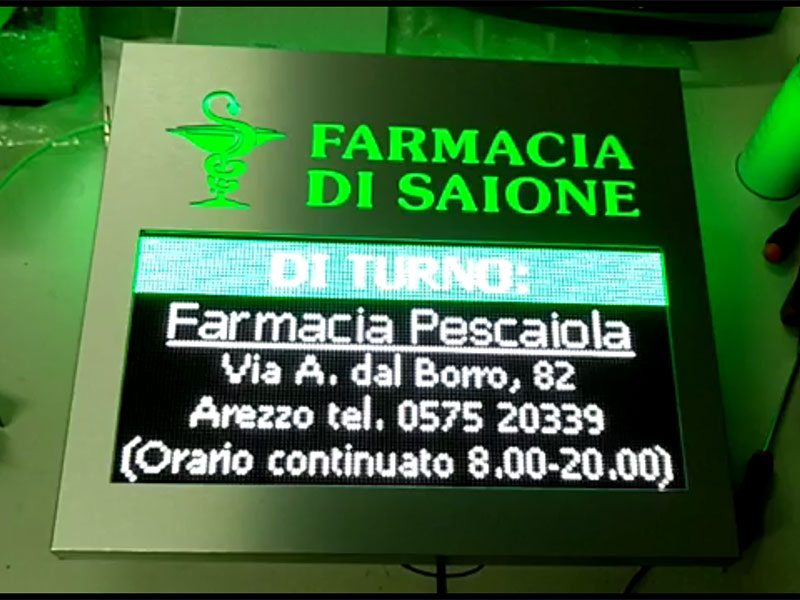 FARMACIA
DI SAIONE
DI TURNO:
Farmacia Pescaiola
Via A. dal Borro, 82
Arezzo tel. 0575 20339
(Orario continuato 8.00-20.00)